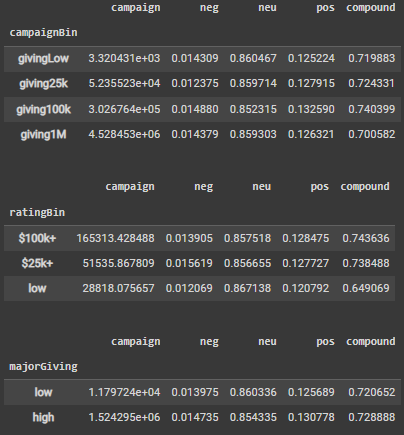 campaign neg neu pos compound
campaignBin
givingLow 3.320431e+03 0.014309 0.860467 0.125224 0.719883
giving25k 5.235523e+04 0.012375 0.859714 0.127915 0.724331
giving100k 3.026764e+05 0.014880 0.852315 0.132590 0.740399
giving1M 4.528453e+06 0.014379 0.859303 0.126321 0.700582
campaign neg neu pos compound
ratingBin
$100k+ 165313.428488 0.013905 0.857518 0.128475 0.743636
$25k+ 51535.867809 0.015619 0.856655 0.127727 0.738488
low 28818.075657 0.012069 0.867138 0.120792 0.649069
campaign neg neu pos compound
majorGiving
low 1.179724e+04 0.013975 0.860336 0.125689 0.720652
high 1.524295e+06 0.014735 0.854335 0.130778 0.728888